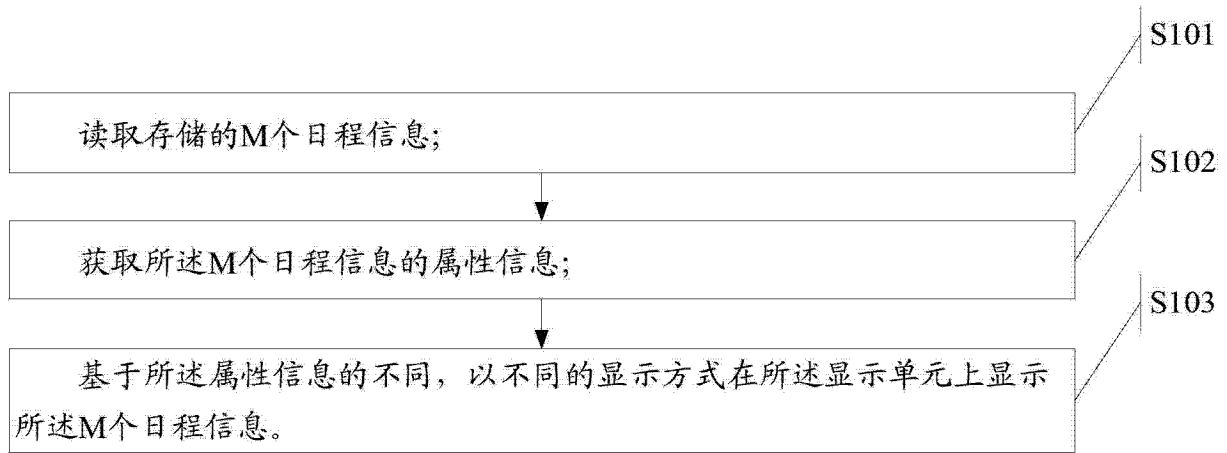 S101
读取存储的M个日程信息;
S102
获取所述M个日程信息的属性信息;
S103
基于所述属性信息的不同，以不同的显示方式在所述显示单元上显示
所述M个日程信息。